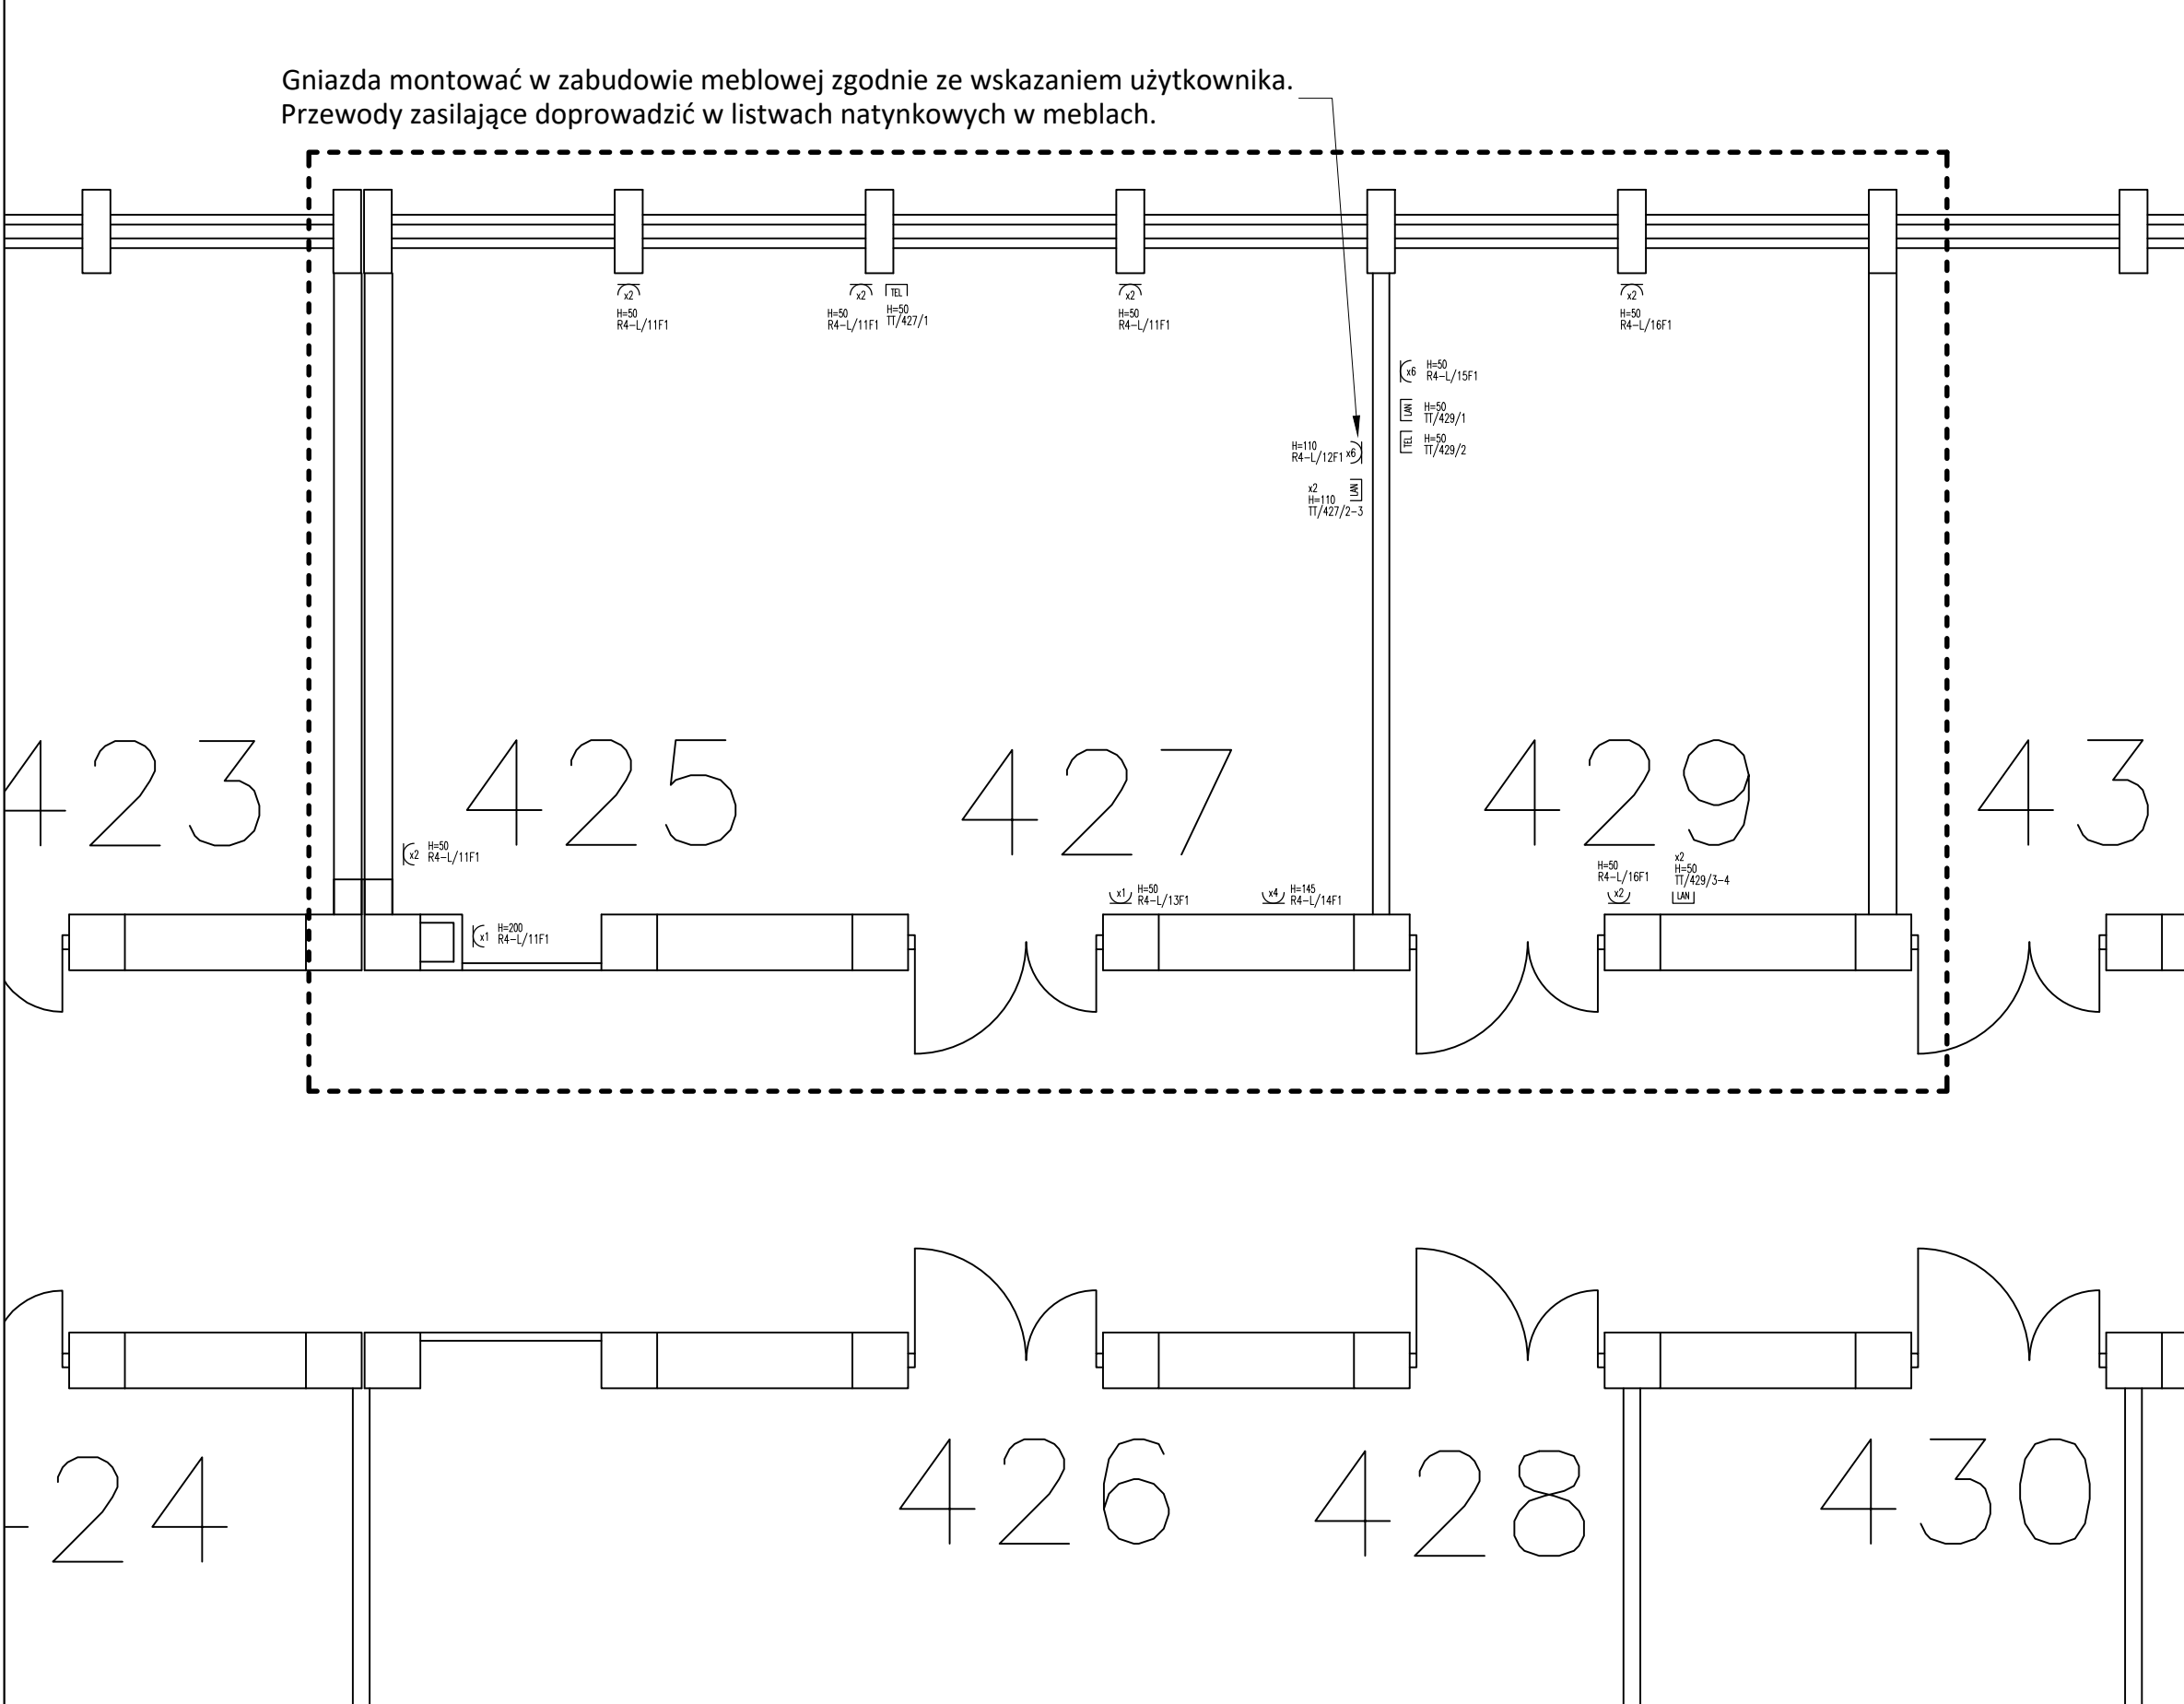 Gniazda montować w zabudowie meblowej zgodnie ze wskazaniem użytkownika.
Przewody zasilające doprowadzić w listwach natynkowych w meblach.
x2
H=50
R4-L/11F1
x2
H=50
R4-L/11F1
TEL
H=50
TT/427/1
x2
H=50
R4-L/11F1
x2
H=50
R4-L/16F1
x6
H=50
R4-L/15F1
LAN
H=50
TT/429/1
TEL
H=50
TT/429/2
H=110
R4-L/12F1
x6
x2
H=110
TT/427/2-3
LAN
423
425
427
429
43
x2
H=50
R4-L/11F1
x1
H=200
R4-L/11F1
x1
H=50
R4-L/13F1
x4
H=145
R4-L/14F1
H=50
R4-L/16F1
x2
x2
H=50
TT/429/3-4
LAN
24
426
428
430